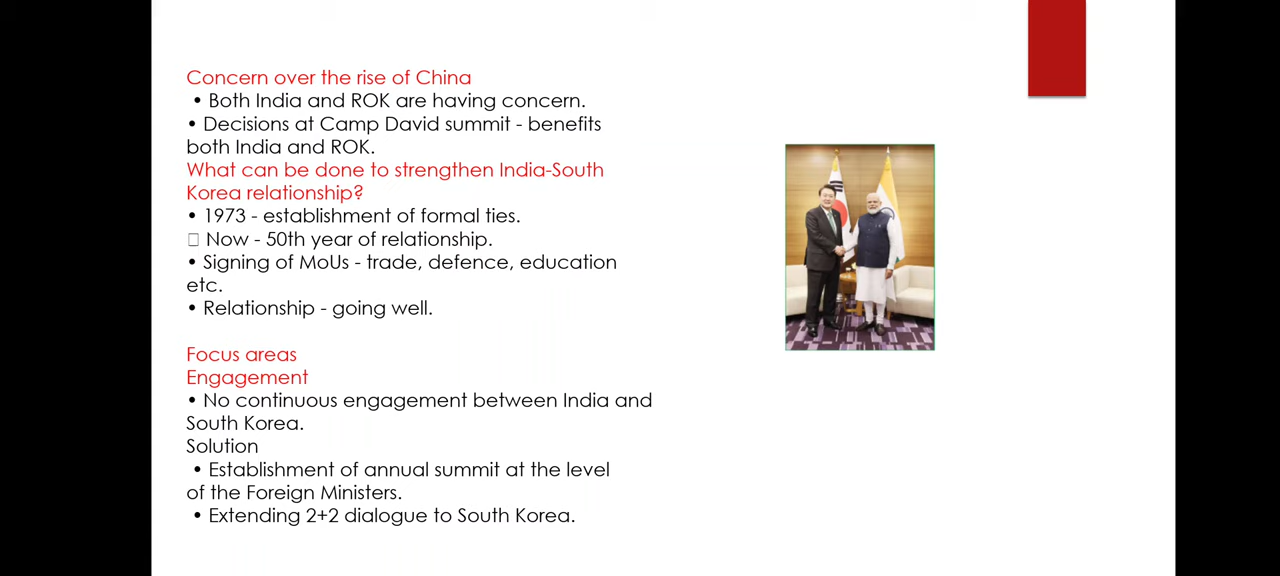 Concern over the rise of China
• Both India and ROK are having concern.
• Decisions at Camp David summit - benefits
both India and ROK.
What can be done to strengthen India-South
Korea relationship?
• 1973 - establishment of formal ties.
□ Now - 50th year of relationship.
• Signing of MoUs - trade, defence, education
etc.
• Relationship - going well.
Focus areas
Engagement
• No continuous engagement between India and
South Korea.
Solution
• Establishment of annual summit at the level
of the Foreign Ministers.
• Extending 2+2 dialogue to South Korea.